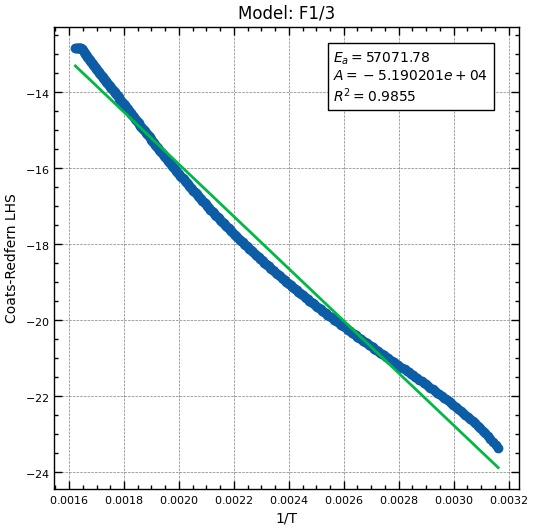 Model: F1/3
E_a = 57071.78
A = −5.190201e+04
R² = 0.9855
−14
−16
−18
−20
−22
−24
Coats-Redfern LHS
0.0016 0.0018 0.0020 0.0022 0.0024 0.0026 0.0028 0.0030 0.0032
1/T